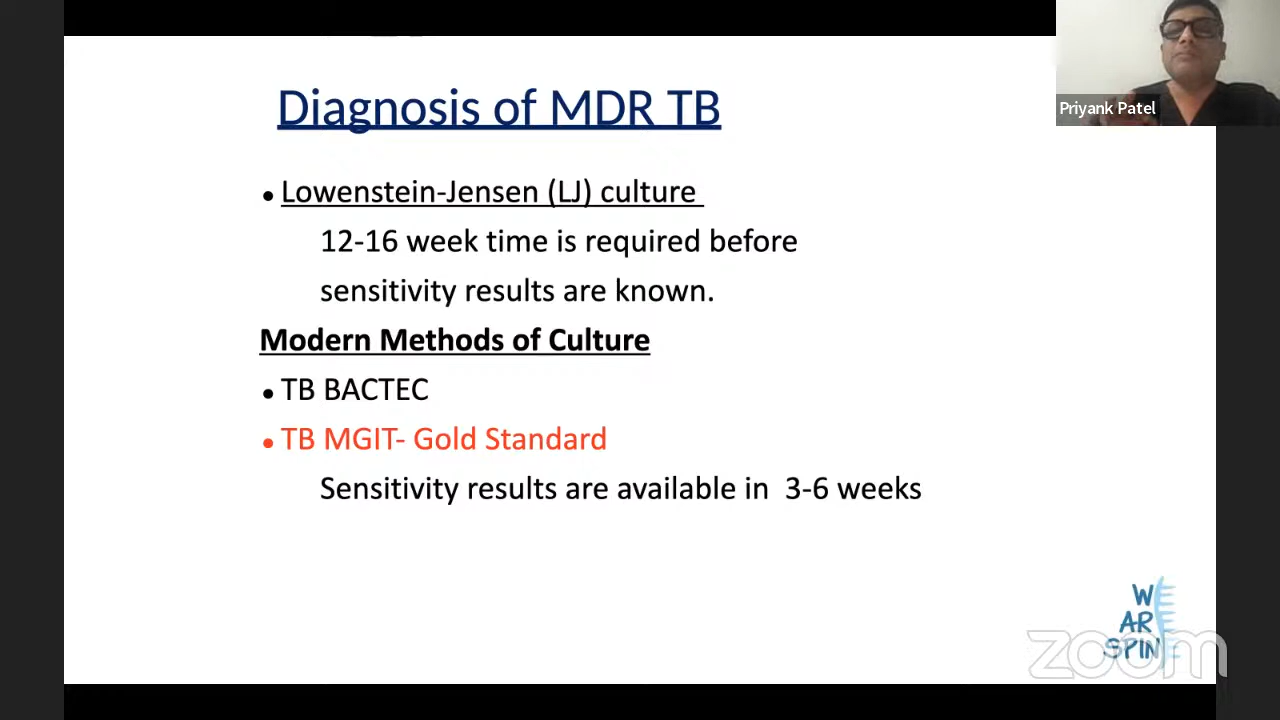 Diagnosis of MDR TB
Priyank Patel
• Lowenstein-Jensen (LJ) culture
12-16 week time is required before
sensitivity results are known.
Modern Methods of Culture
• TB BACTEC
• TB MGIT- Gold Standard
Sensitivity results are available in 3-6 weeks
W
AR
SPINE
zoom